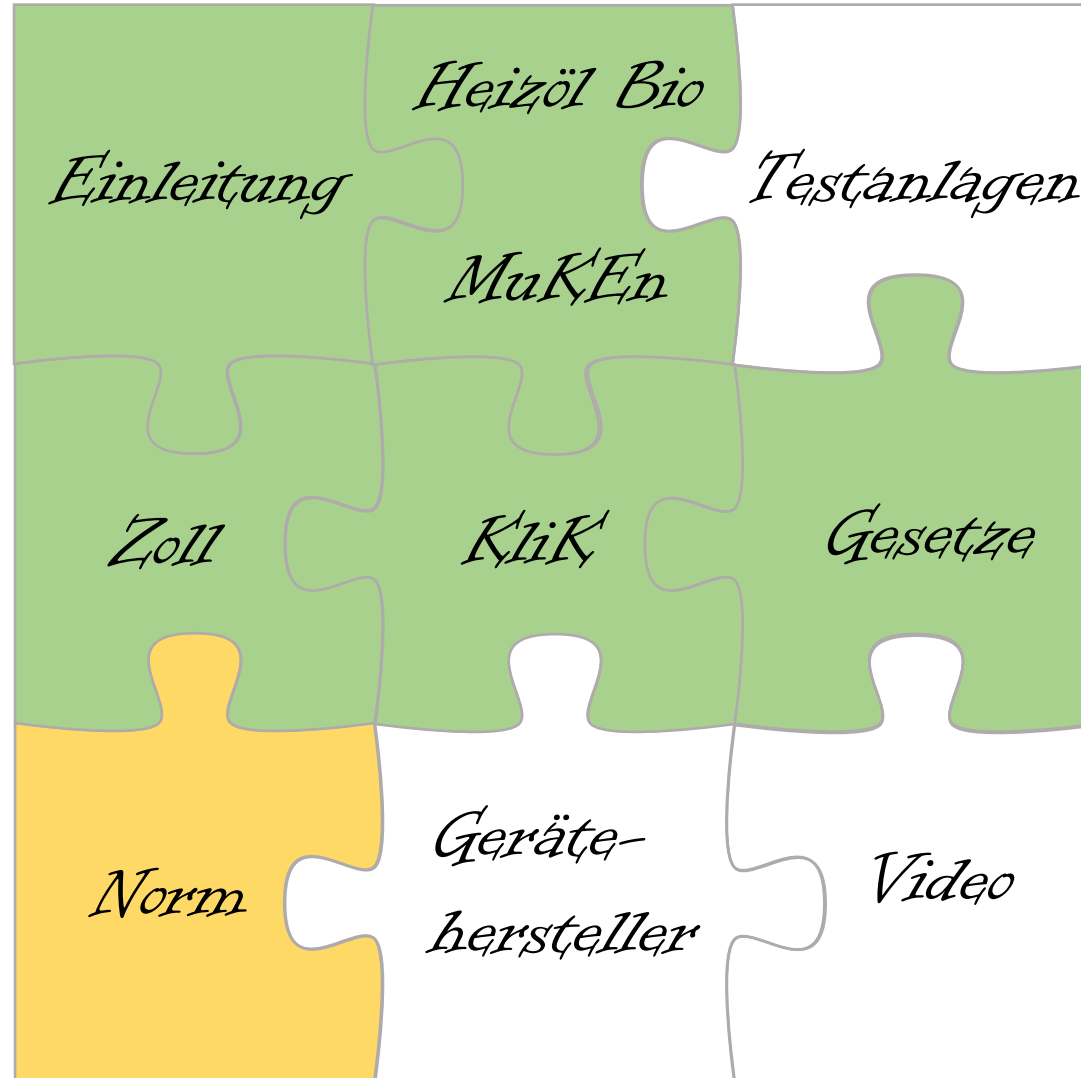 Einleitung
Heizöl Bio
MuKEn
Testanlagen
Zoll
KliK
Gesetze
Norm
Geräte-
hersteller
Video